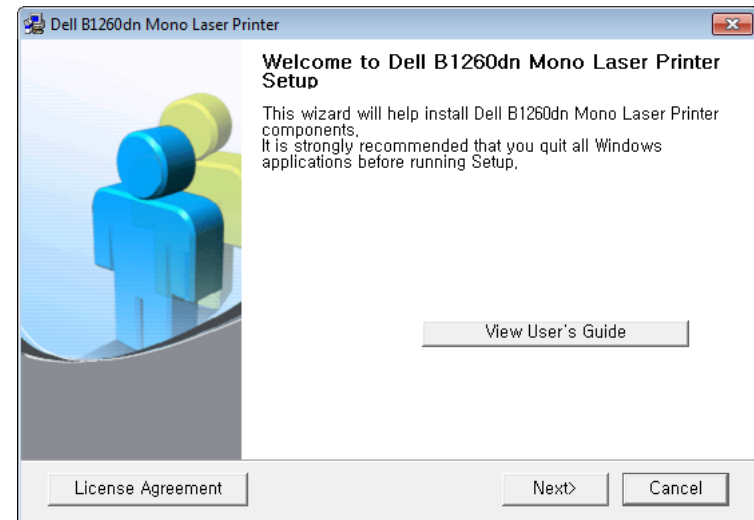 Dell B1260dn Mono Laser Printer
Welcome to Dell B1260dn Mono Laser Printer
Setup
This wizard will help install Dell B1260dn Mono Laser Printer
components,
It is strongly recommended that you quit all Windows
applications before running Setup,
View User's Guide
License Agreement
Next>
Cancel